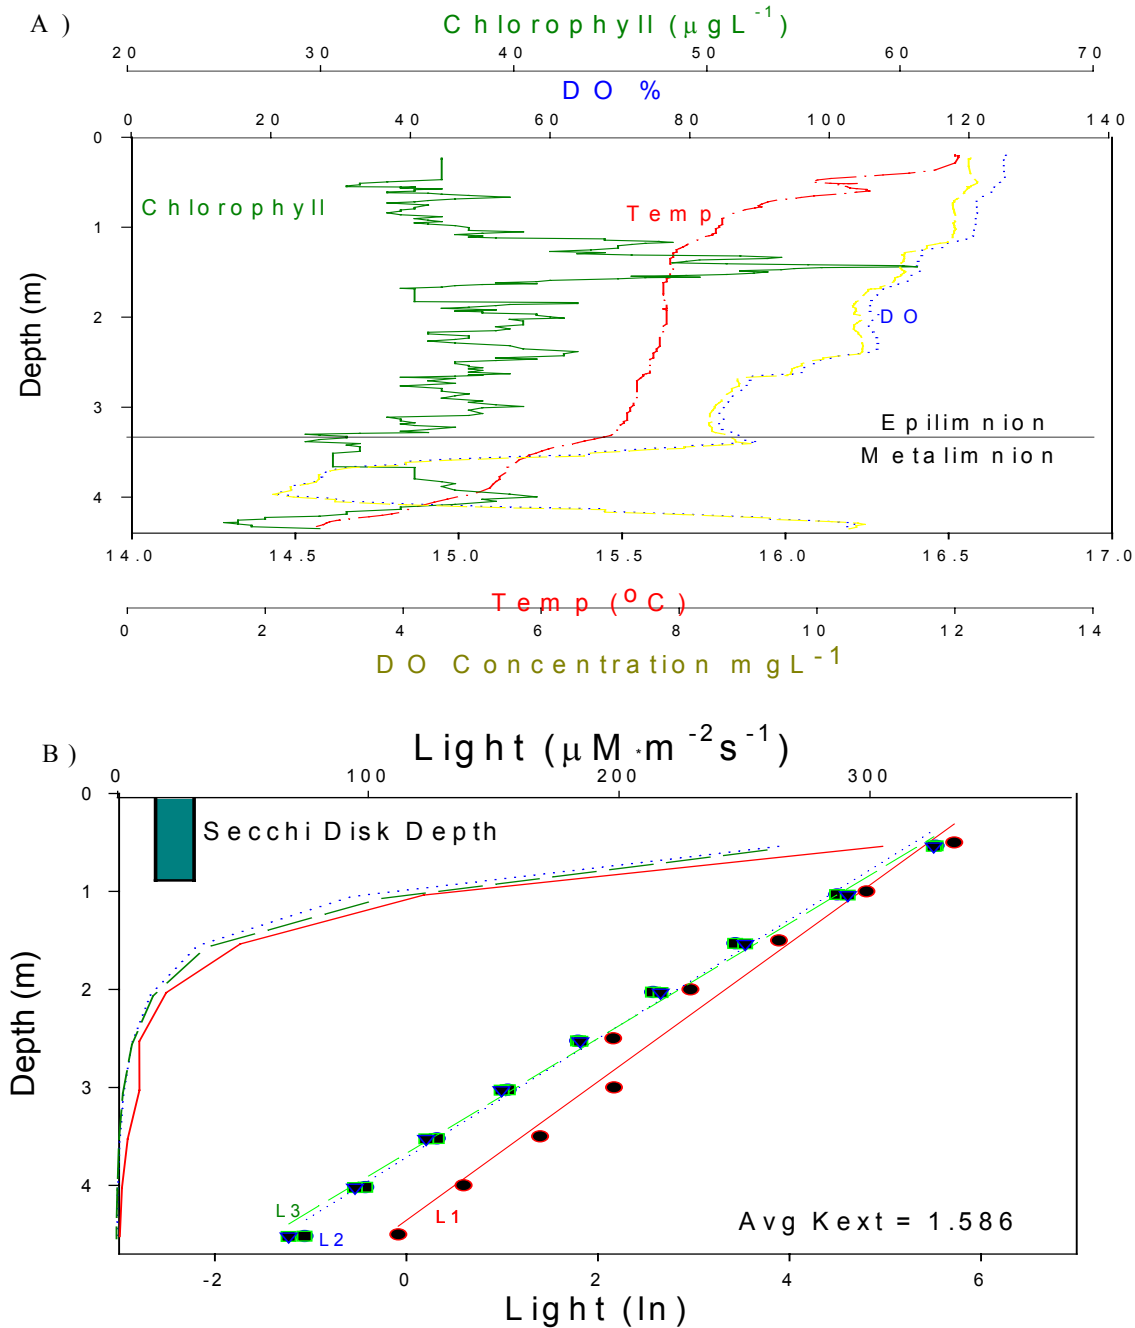 A )
Chlorophyll (μgL⁻¹)
20 30 40 50 60 70
DO %
0 20 40 60 80 100 120 140
0
Chlorophyll
Temp
1
2
DO
Depth (m)
3
Epilimnion
Metalimnion
4
14.0 14.5 15.0 15.5 16.0 16.5 17.0
Temp (°C)
0 2 4 6 8 10 12 14
DO Concentration mgL⁻¹
B )
Light (μM *m⁻²s⁻¹)
0 100 200 300
0
Secchi Disk Depth
1
2
Depth (m)
3
4
L3
L2
L1
Avg Kext = 1.586
-2 0 2 4 6
Light (ln)